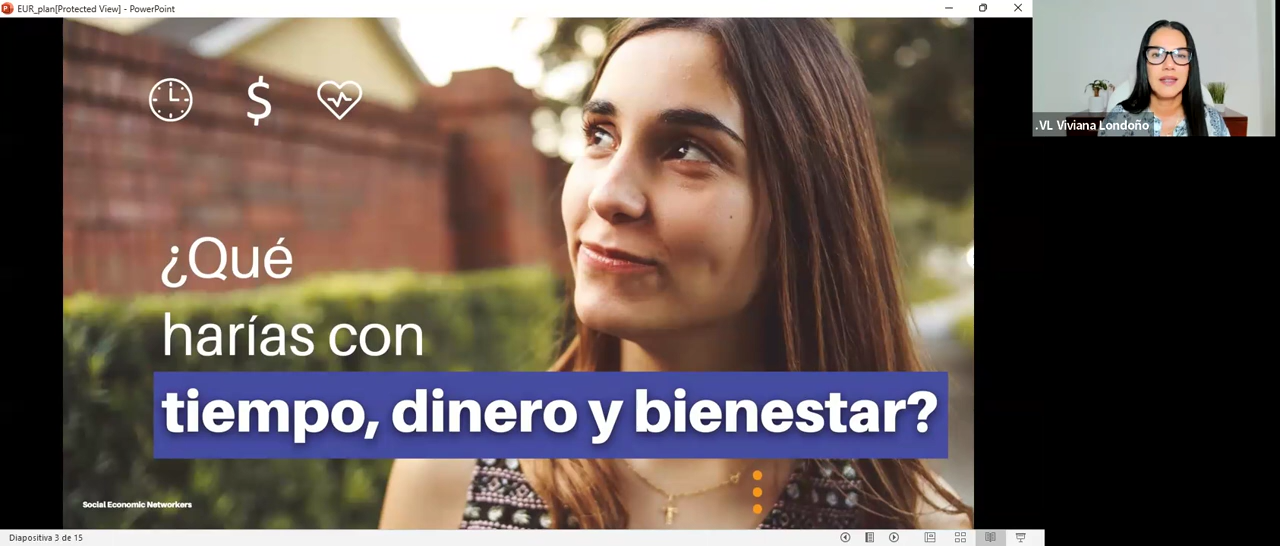 EUR_plan[Protected View] - PowerPoint
.VL Viviana Londoño
$
¿Qué
harías con
tiempo, dinero y bienestar?
Social Economic Networkers
Diapositiva 3 de 15